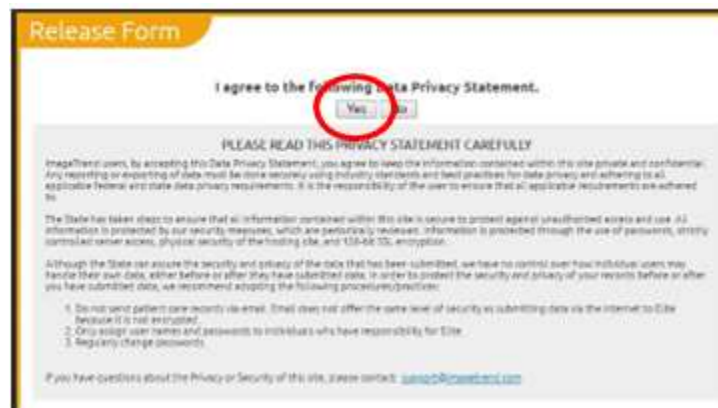 Release Form
I agree to the following Data Privacy Statement.
Yes No
PLEASE READ THIS PRIVACY STATEMENT CAREFULLY
ImageTrend users, by accepting this Data Privacy Statement, you agree to keep the information contained within this site private and confidential.
Any reporting or exporting of data must be done securely using industry standards and best practices for data privacy and adhering to all
applicable federal and state data privacy requirements. It is the responsibility of the user to ensure that all applicable requirements are adhered
to.
The State has taken steps to ensure that all information contained within this site is secure to protect against unauthorized access and use. All
information is protected by our security measures, which are periodically reviewed. Information is protected through the use of passwords, strictly
controlled server access, physical security of the hosting site, and 128-bit SSL encryption.
Although the State can assure the security and privacy of the data that has been submitted, we have no control over how individual users may
handle their own data, either before or after they have submitted data. In order to protect the security and privacy of your records before or after
you have submitted data, we recommend adopting the following procedures/practices:
1. Do not send patient care records via email. Email does not offer the same level of security as submitting data via the internet to Elite
because it is not encrypted.
2. Only assign user names and passwords to individuals who have responsibility for Elite.
3. Regularly change passwords.
If you have questions about the Privacy or Security of this site, please contact: support@imagetrend.com